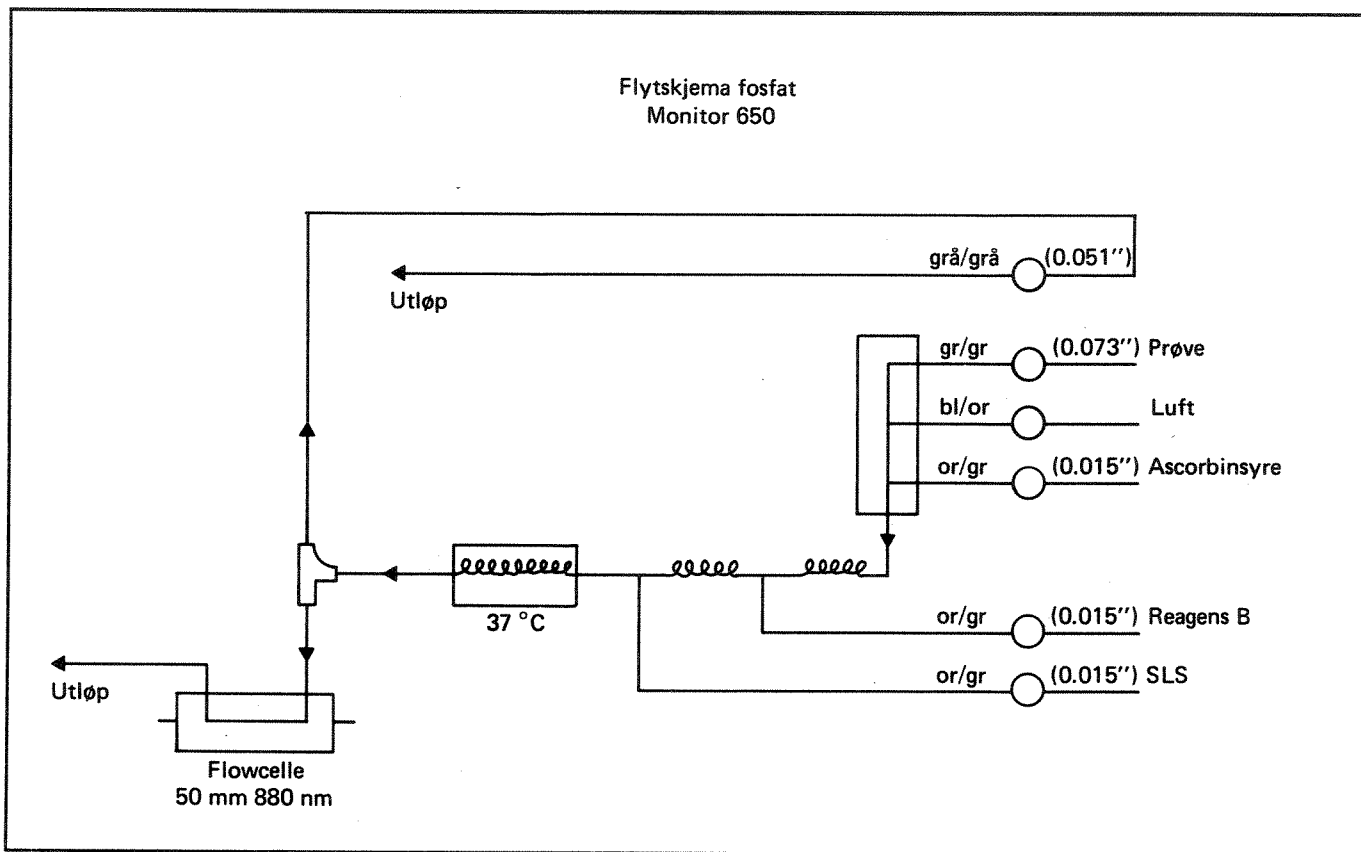 Flytskjema fosfat
Monitor 650
grå/grå (0.051″)
Utløp
gr/gr (0.073″) Prøve
bl/or Luft
or/gr (0.015″) Ascorbinsyre
37 °C
or/gr (0.015″) Reagens B
or/gr (0.015″) SLS
Utløp
Flowcelle
50 mm 880 nm